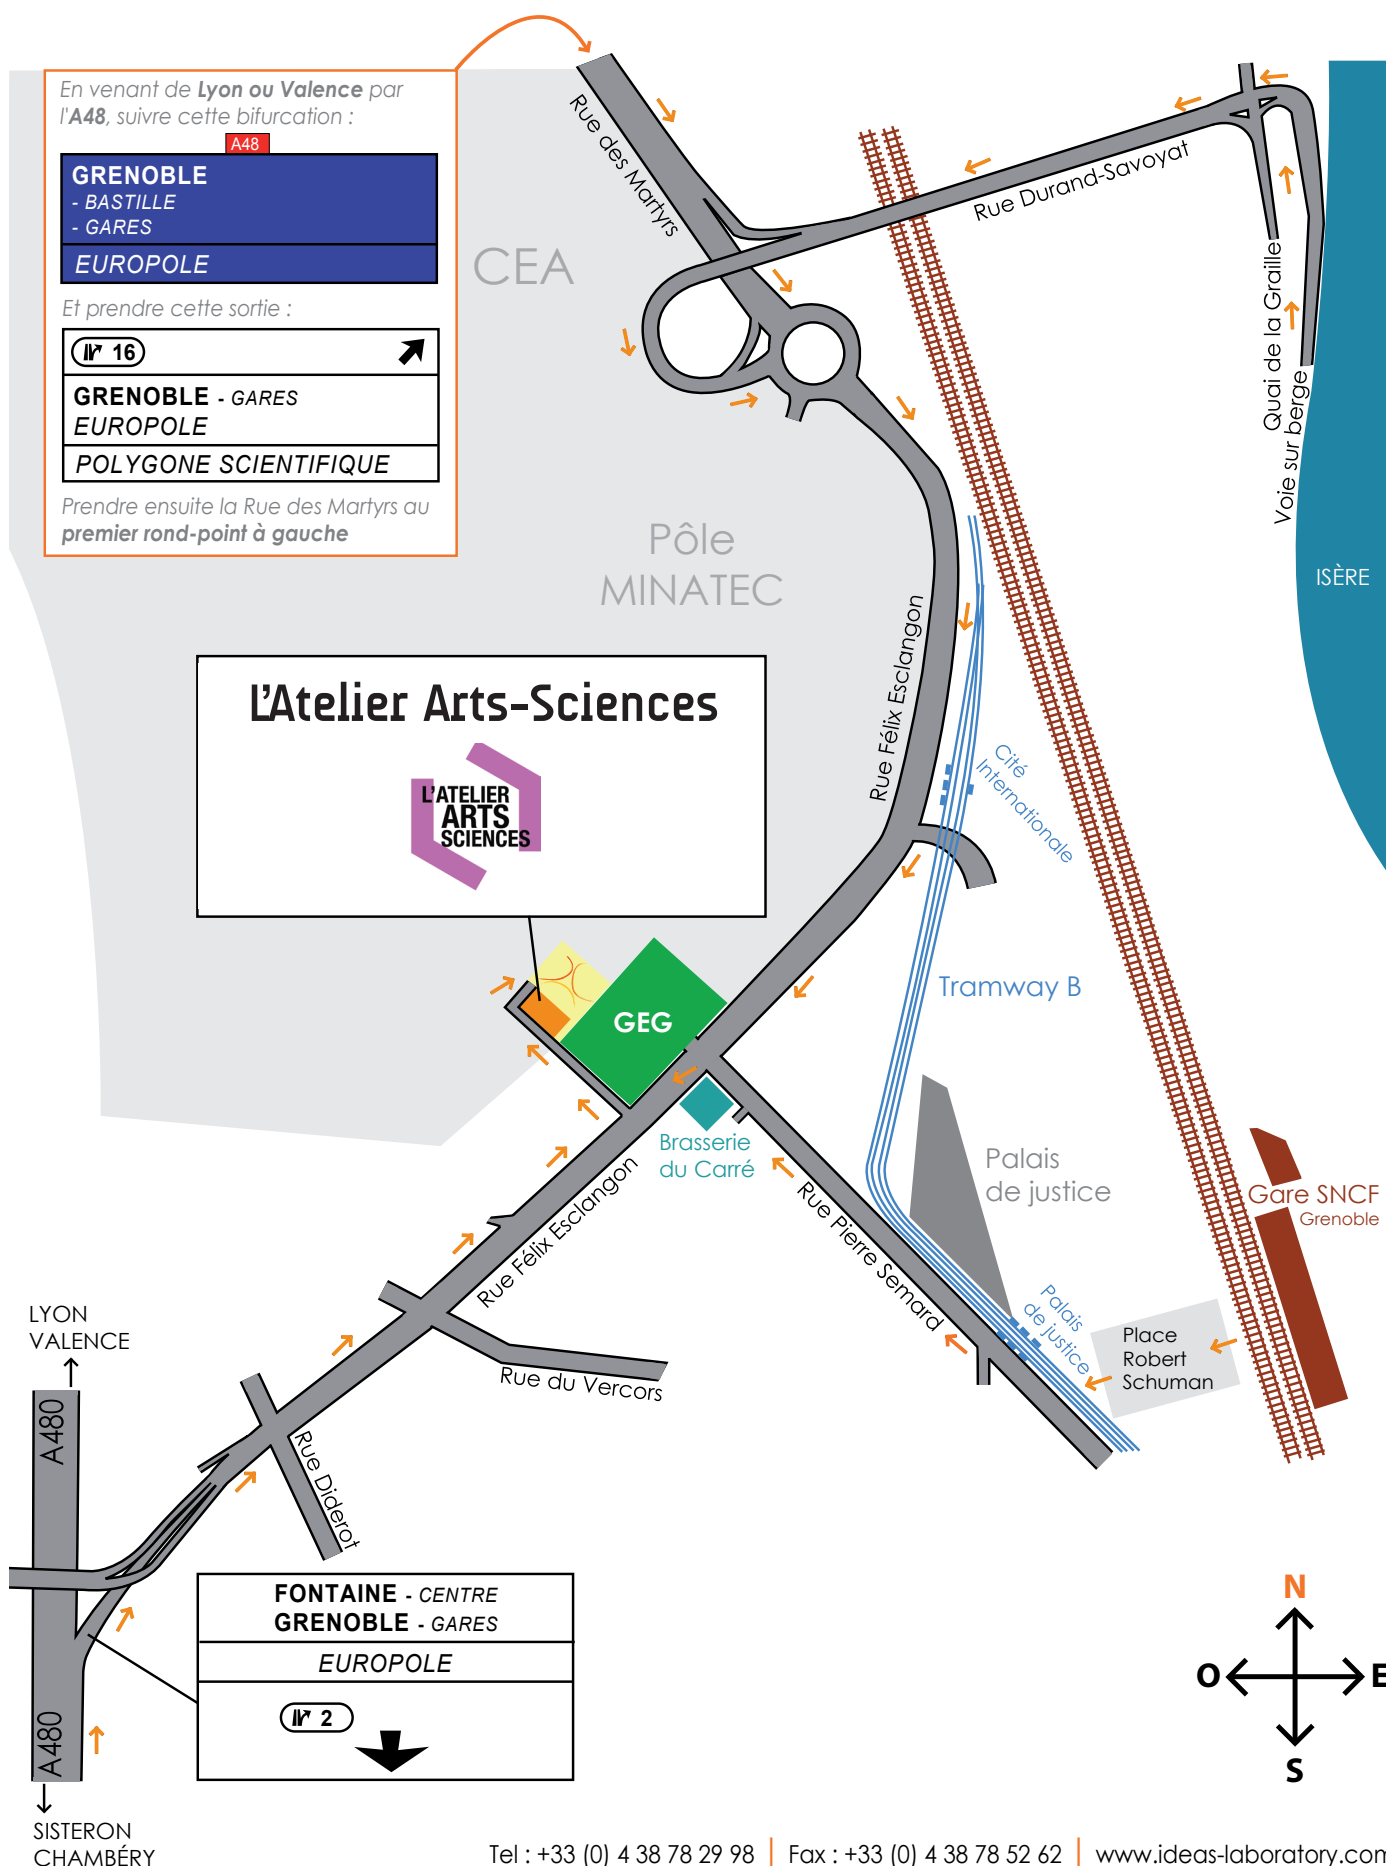 En venant de Lyon ou Valence par
l'A48, suivre cette bifurcation :
A48
GRENOBLE
- BASTILLE
- GARES
EUROPOLE
Et prendre cette sortie :
16
GRENOBLE - GARES
EUROPOLE
POLYGONE SCIENTIFIQUE
Prendre ensuite la Rue des Martyrs au
premier rond-point à gauche
Rue des Martyrs
CEA
Rue Durand-Savoyat
Quai de la Graille
Voie sur berge
ISÈRE
Pôle
MINATEC
L'Atelier Arts-Sciences
L'ATELIER
ARTS
SCIENCES
Rue Félix Esclangon
Cité
Internationale
Tramway B
GEG
Brasserie
du Carré
Palais
de justice
Rue Pierre Semard
Gare SNCF
Grenoble
Palais
de justice
Place
Robert
Schuman
Rue Félix Esclangon
Rue du Vercors
Rue Diderot
LYON
VALENCE
A480
A480
SISTERON
CHAMBÉRY
FONTAINE - CENTRE
GRENOBLE - GARES
EUROPOLE
2
N
O
E
S
Tel : +33 (0) 4 38 78 29 98 | Fax : +33 (0) 4 38 78 52 62 | www.ideas-laboratory.com